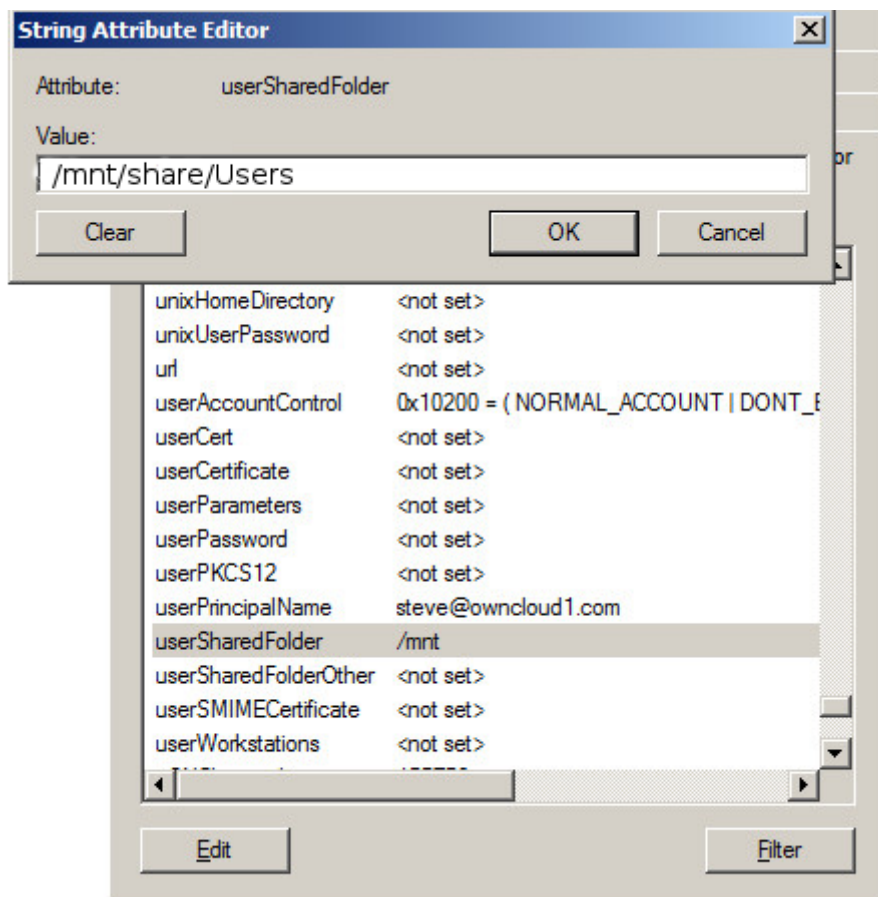 String Attribute Editor
Attribute: userSharedFolder
Value:
/mnt/share/Users
or
Clear OK Cancel
unixHomeDirectory <not set>
unixUserPassword <not set>
url <not set>
userAccountControl 0x10200 = ( NORMAL_ACCOUNT | DONT_E
userCert <not set>
userCertificate <not set>
userParameters <not set>
userPassword <not set>
userPKCS12 <not set>
userPrincipalName steve@owncloud1.com
userSharedFolder /mnt
userSharedFolderOther <not set>
userSMIMECertificate <not set>
userWorkstations <not set>
Edit Filter